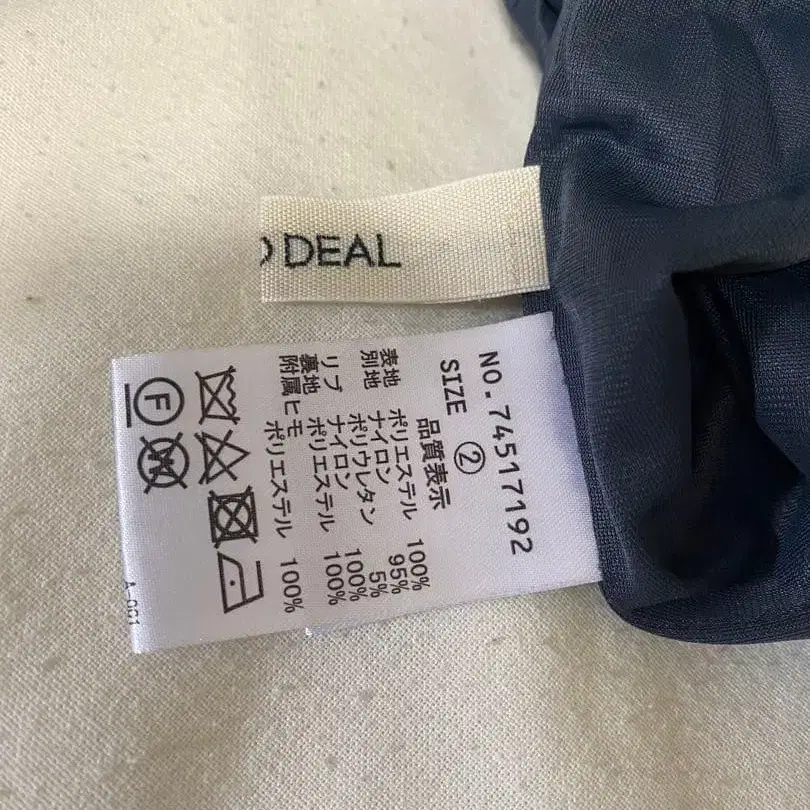 DEAL
NO.74517192
SIZE ②
品質表示
表地 ポリエステル 100%
別地 ナイロン 95%
ポリウレタン 5%
リブ ナイロン 100%
裏地 ポリエステル 100%
附属ヒモ ポリエステル 100%
F
W